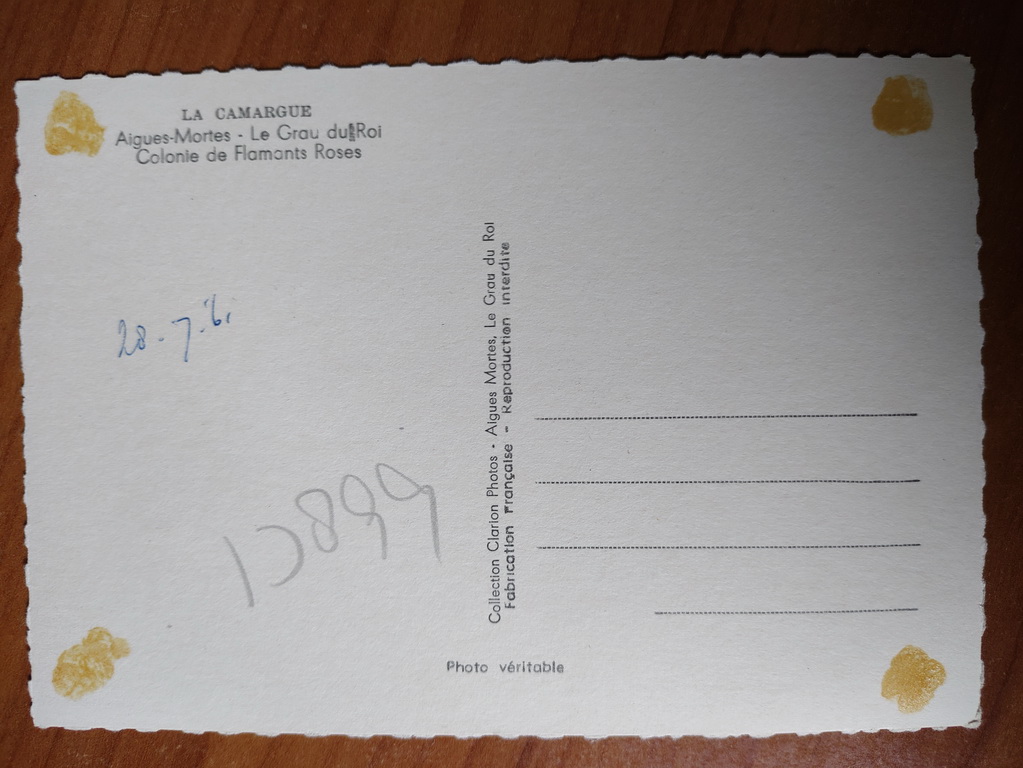 LA CAMARGUE
Aigues-Mortes - Le Grau du Roi
Colonie de Flamants Roses
28.7.61
Collection Clarion Photos - Aigues Mortes, Le Grau du Roi
Fabrication Française - Reproduction interdite
Photo véritable